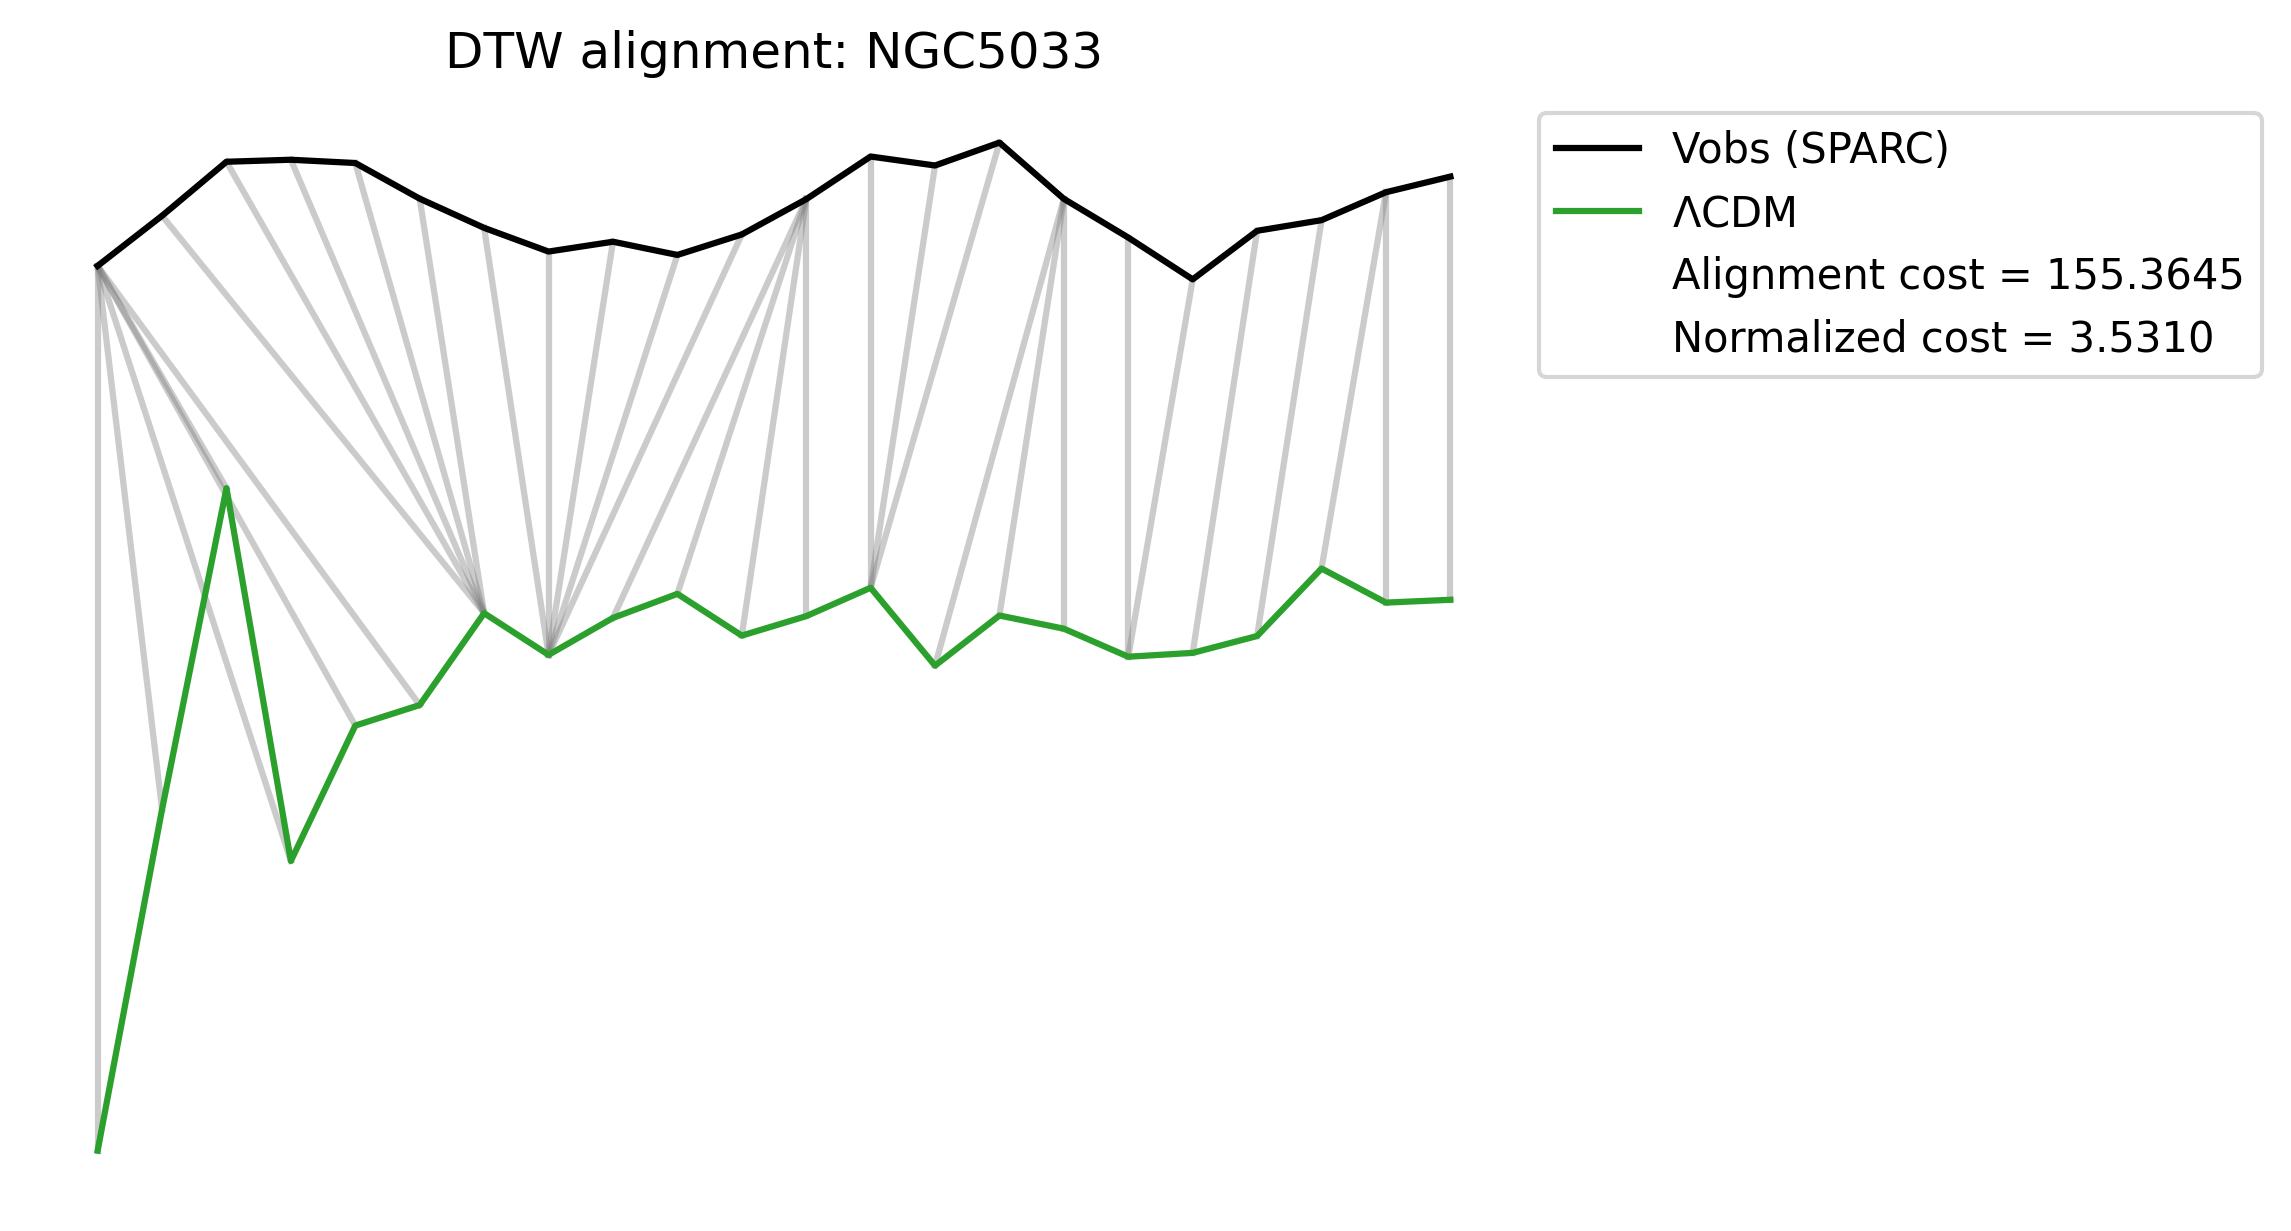 DTW alignment: NGC5033
Vobs (SPARC)
ΛCDM
Alignment cost = 155.3645
Normalized cost = 3.5310